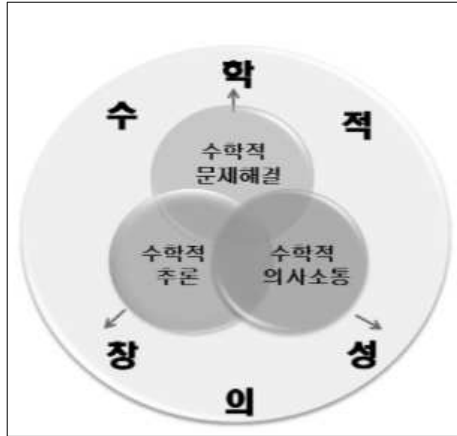 수 학 적
수학적
문제해결
수학적
추론
수학적
의사소통
창 의 성